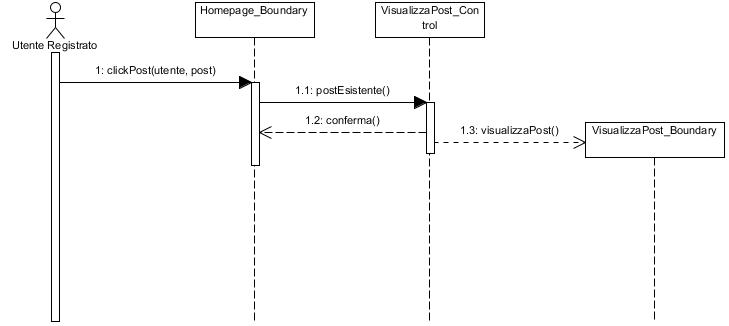 Homepage_Boundary
VisualizzaPost_Con
trol
Utente Registrato
1: clickPost(utente, post)
1.1: postEsistente()
1.2: conferma()
1.3: visualizzaPost()
VisualizzaPost_Boundary